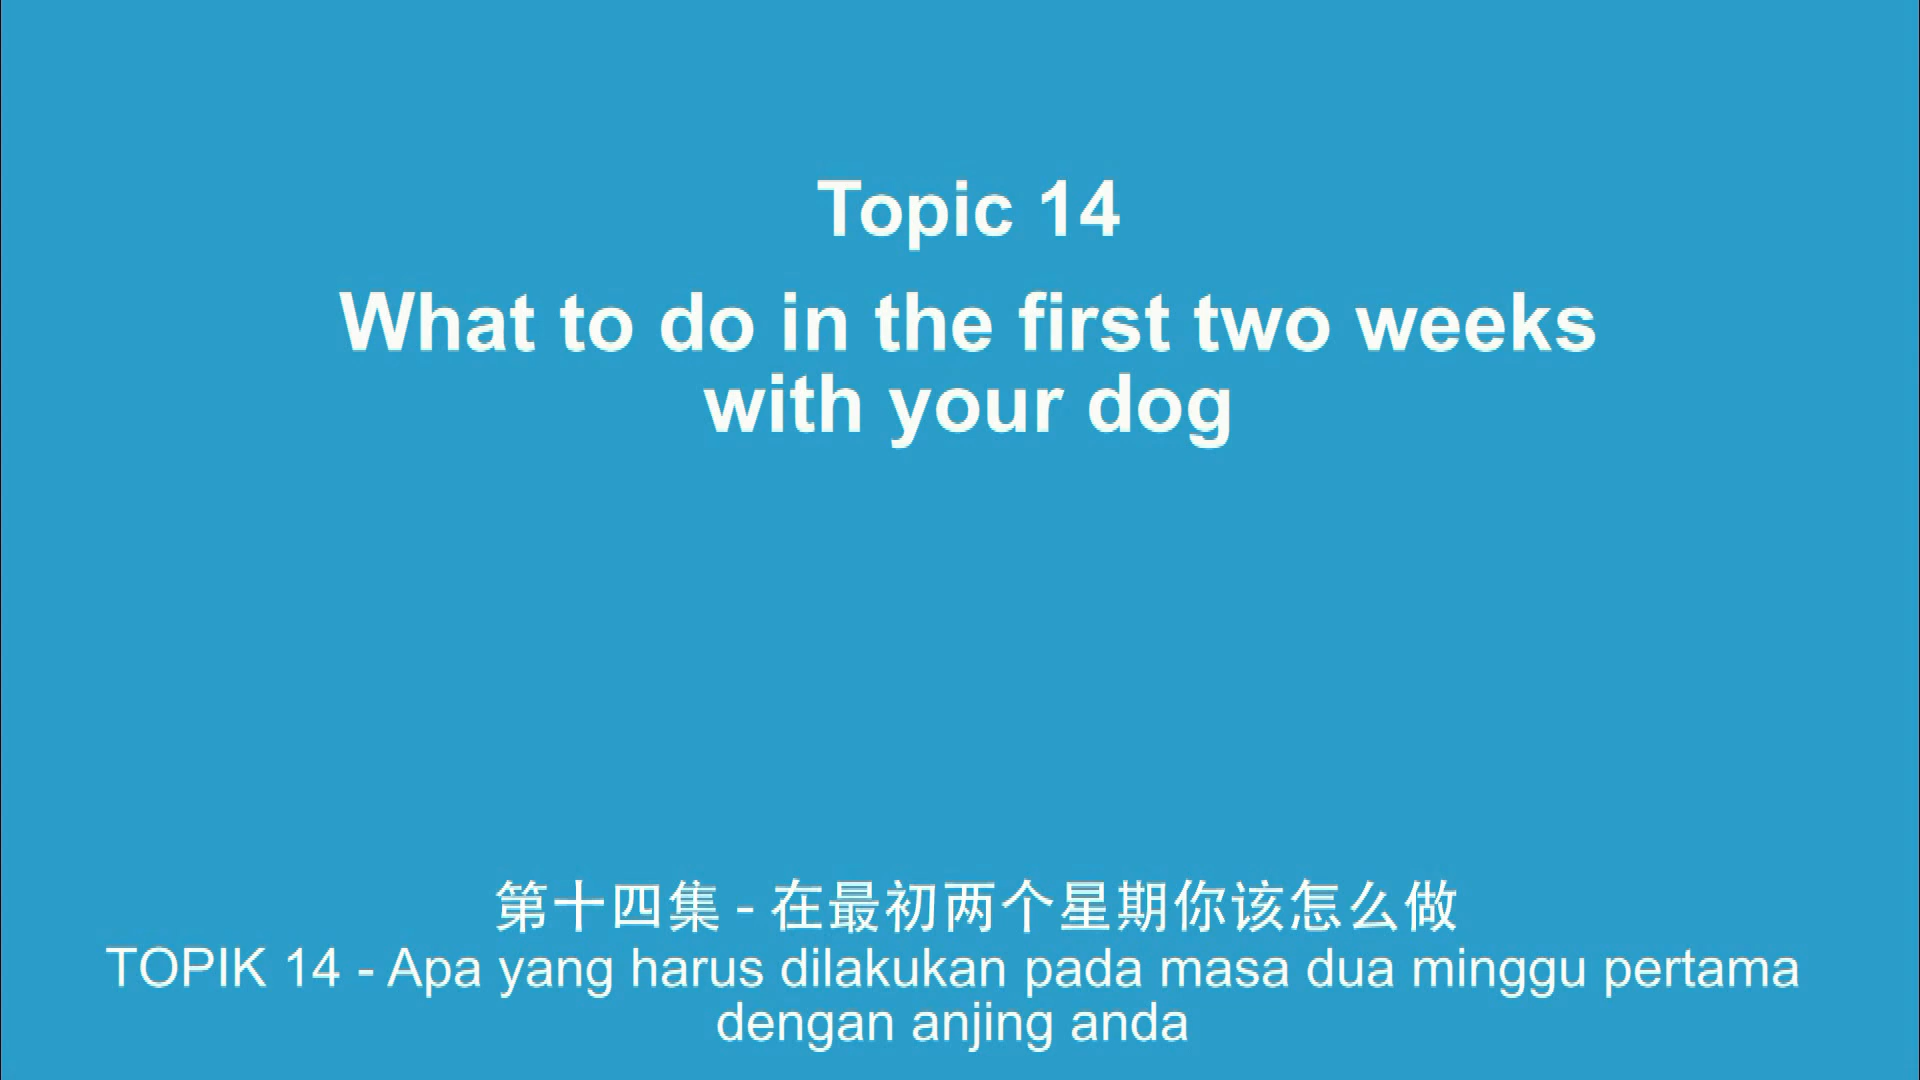 Topic 14
What to do in the first two weeks
with your dog
第十四集 - 在最初两个星期你该怎么做
TOPIK 14 - Apa yang harus dilakukan pada masa dua minggu pertama
dengan anjing anda